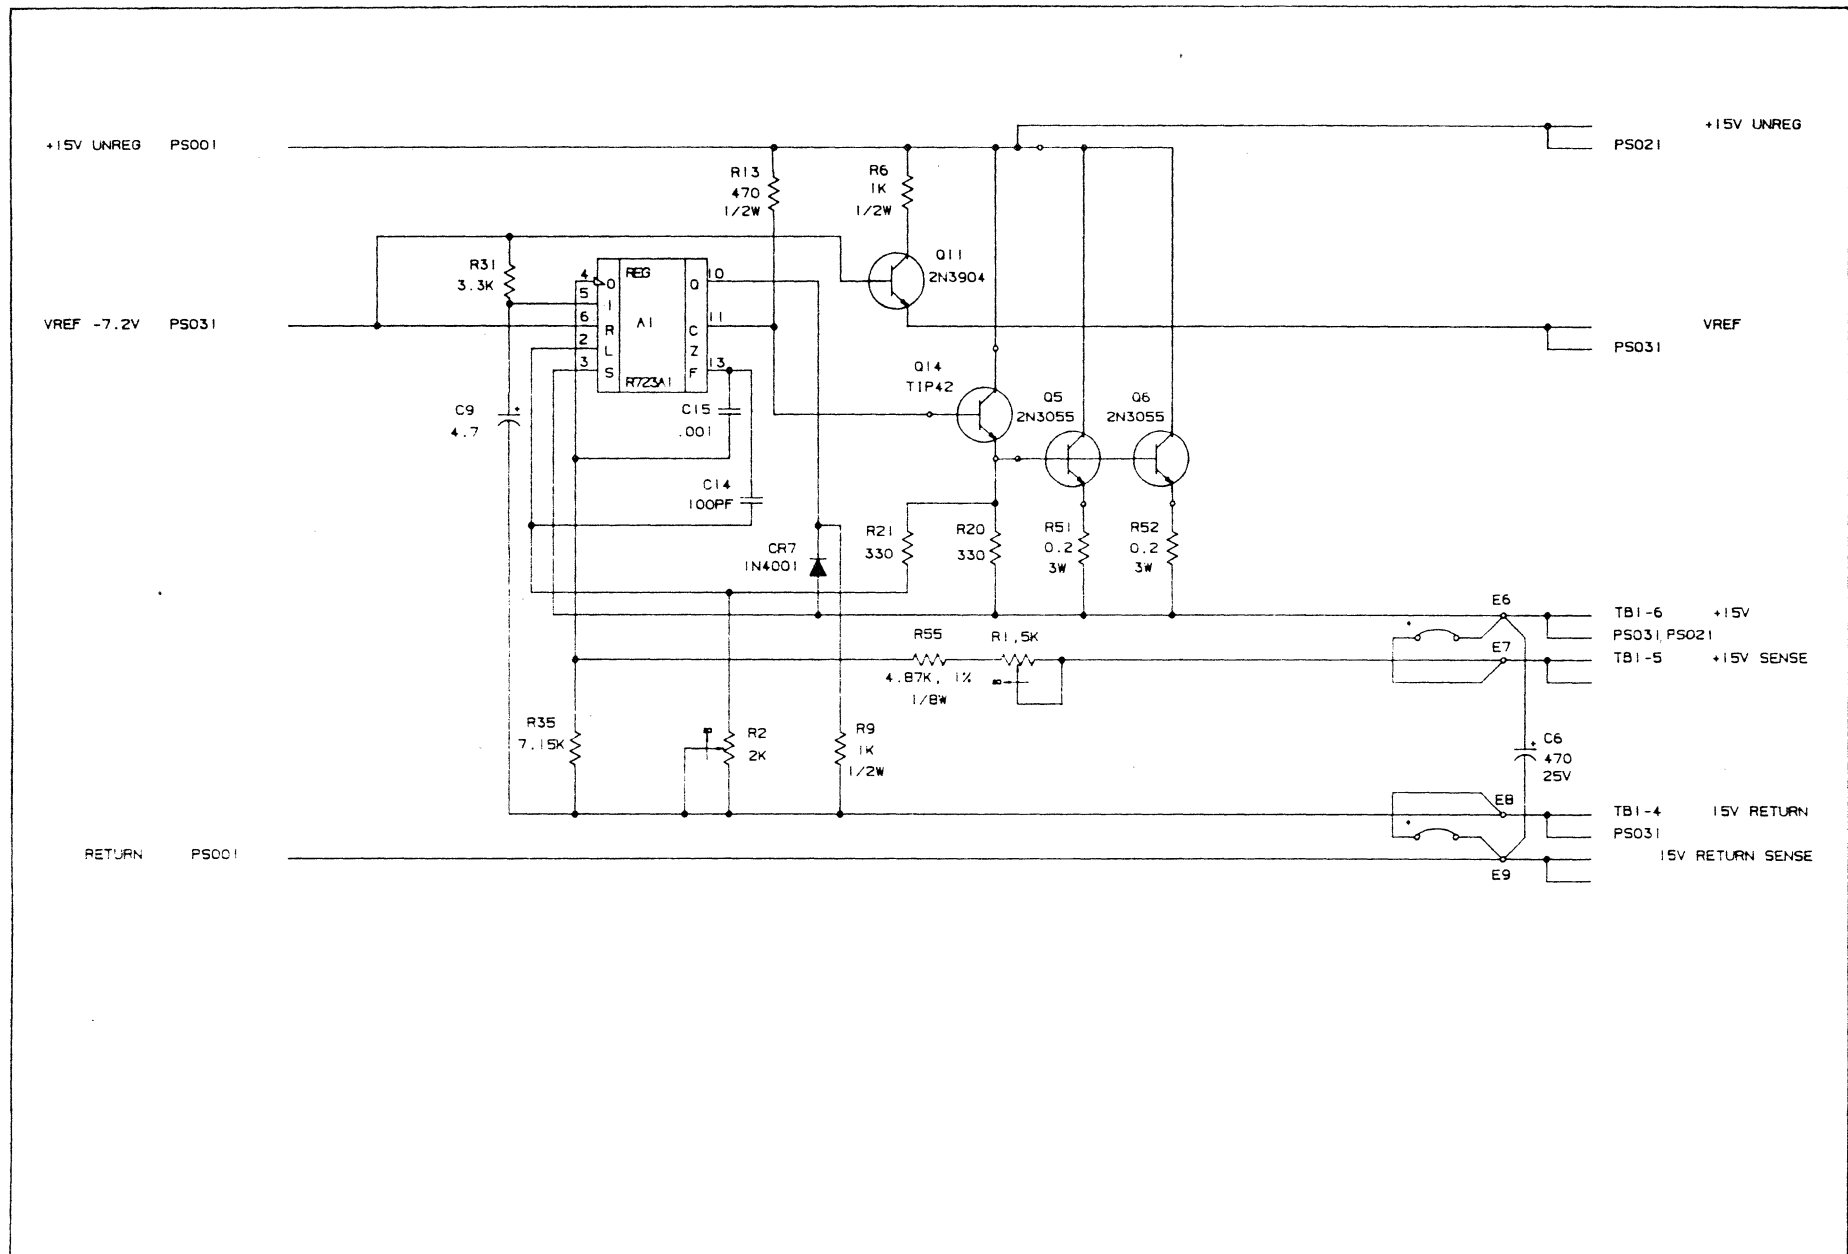 +15V UNREG PS001
+15V UNREG
PS021
R13
470
1/2W
R6
1K
1/2W
Q11
2N3904
R31
3.3K
4
5
6
2
3
O
I
R
L
S
REG
A1
R723A1
Q
C
Z
F
10
11
13
VREF -7.2V PS031
VREF
PS031
Q14
TIP42
Q5
2N3055
Q6
2N3055
C9
4.7
+
C15
.001
C14
100PF
CR7
1N4001
R21
330
R20
330
R51
0.2
3W
R52
0.2
3W
E6
TB1-6 +15V
PS031, PS021
E7
TB1-5 +15V SENSE
R55
4.87K, 1%
1/8W
R1, 5K
R35
7.15K
R2
2K
R9
1K
1/2W
+
C6
470
25V
E8
TB1-4 15V RETURN
PS031
RETURN PS001
15V RETURN SENSE
E9